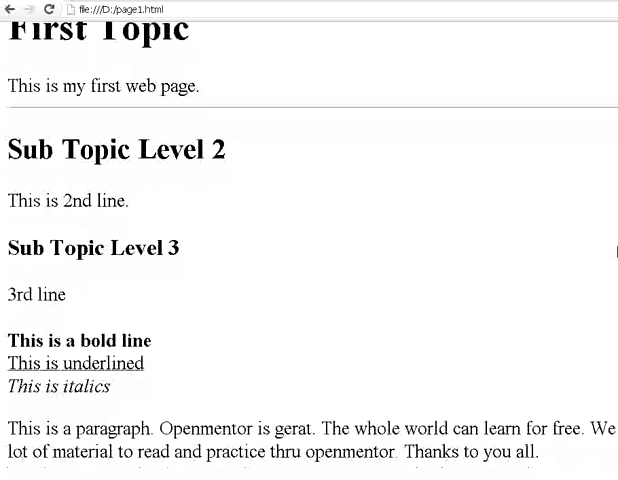 file:///D:/page1.html
First Topic
This is my first web page.
Sub Topic Level 2
This is 2nd line.
Sub Topic Level 3
3rd line
This is a bold line
This is underlined
This is italics
This is a paragraph. Openmentor is gerat. The whole world can learn for free. We
lot of material to read and practice thru openmentor. Thanks to you all.